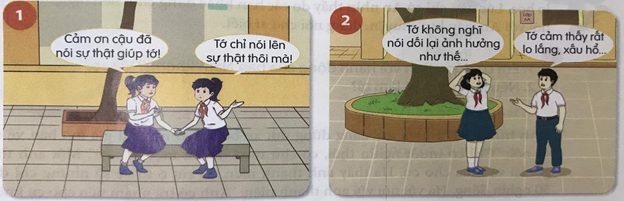 1
Cảm ơn cậu đã
nói sự thật giúp tớ!
Tớ chỉ nói lên
sự thật thôi mà!
2
Tớ không nghĩ
nói dối lại ảnh hưởng
như thế...
Tớ cảm thấy rất
lo lắng, xấu hổ...